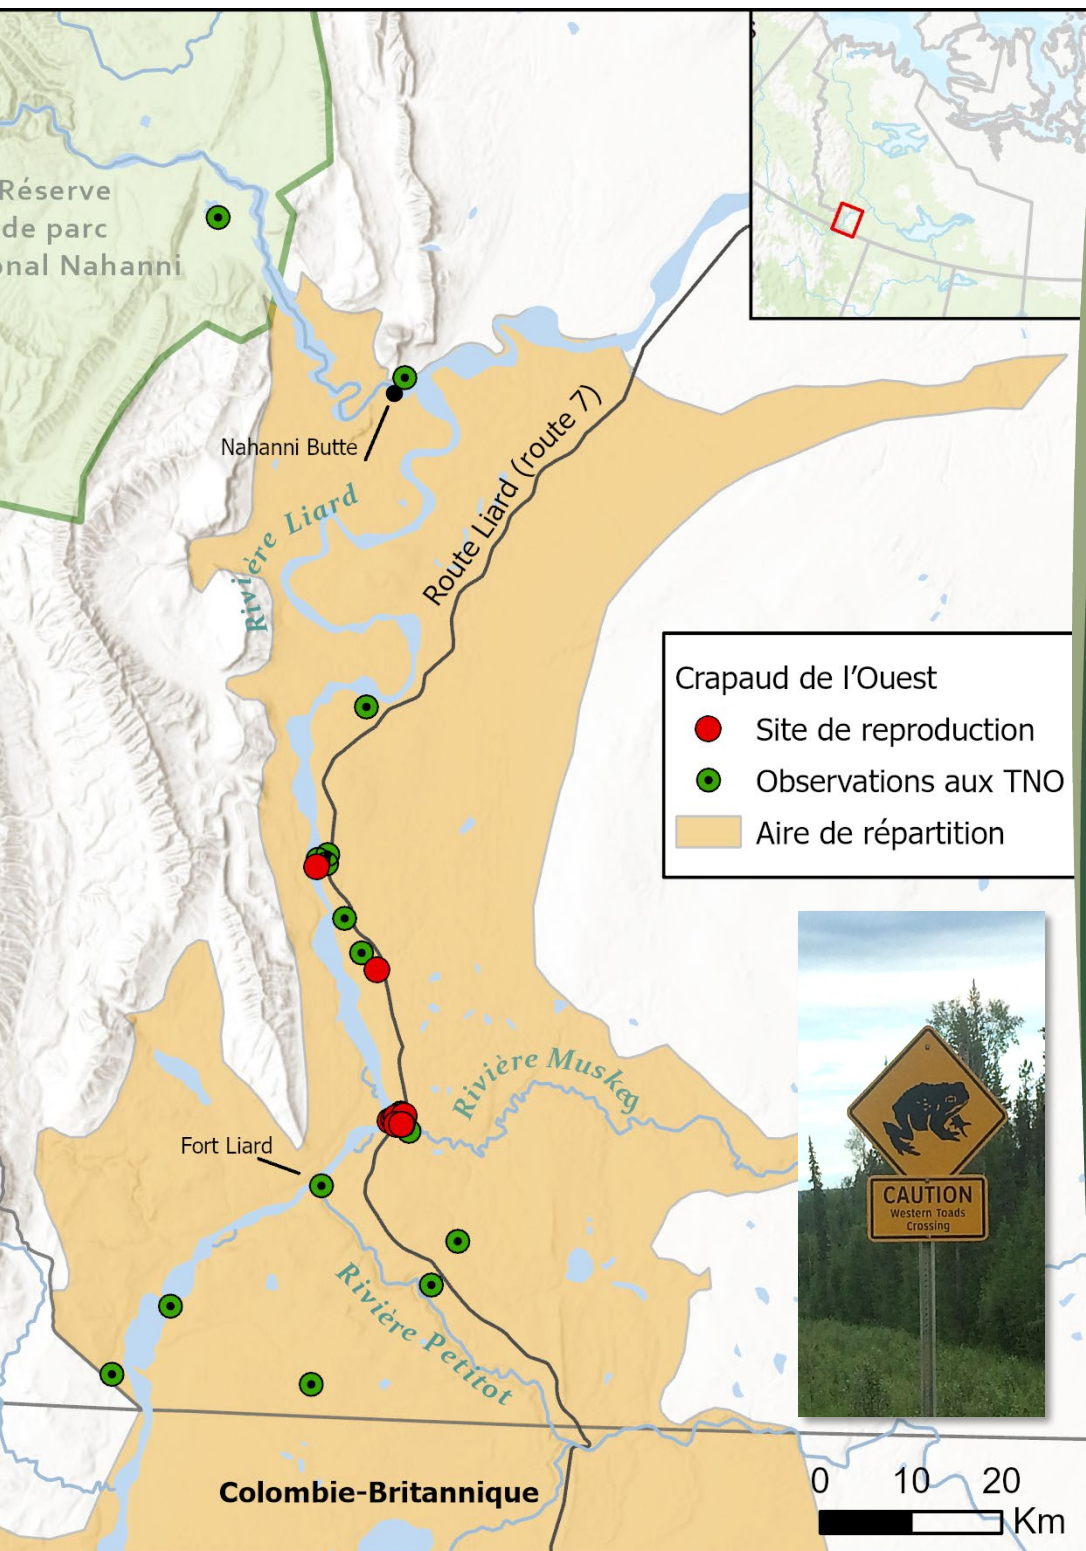 Réserve
de parc
onal Nahanni
Nahanni Butte
Rivière Liard
Route Liard (route 7)
Crapaud de l'Ouest
Site de reproduction
Observations aux TNO
Aire de répartition
Rivière Muskeg
Fort Liard
CAUTION
Western Toads
Crossing
Rivière Petitot
Colombie-Britannique
0 10 20
Km